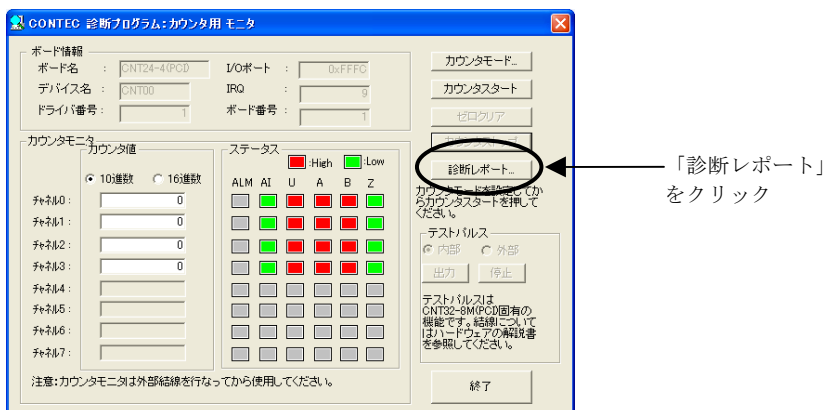 CONTEC 診断プログラム:カウンタ用 モニタ
ボード情報
ボード名 : CNT24-4(PCI) I/Oポート : 0xFFFC
デバイス名 : CNT00 IRQ : 9
ドライバ番号 : 1 ボード番号 : 1
カウンタモード...
カウンタスタート
ゼロクリア
診断レポート...
「診断レポート」
をクリック
カウンタモードを設定してか
らカウンタスタートを押して
ください。
カウンタモニタ
カウンタ値
10進数 16進数
チャネル0 : 0
チャネル1 : 0
チャネル2 : 0
チャネル3 : 0
チャネル4 :
チャネル5 :
チャネル6 :
チャネル7 :
ステータス
:High :Low
ALM AI U A B Z
テストパルス
内部 外部
出力 停止
テストパルスは
CNT32-8M(PCI)固有の
機能です。結線について
はハードウェアの解説書
を参照してください。
注意:カウンタモニタは外部結線を行なってから使用してください。
終了